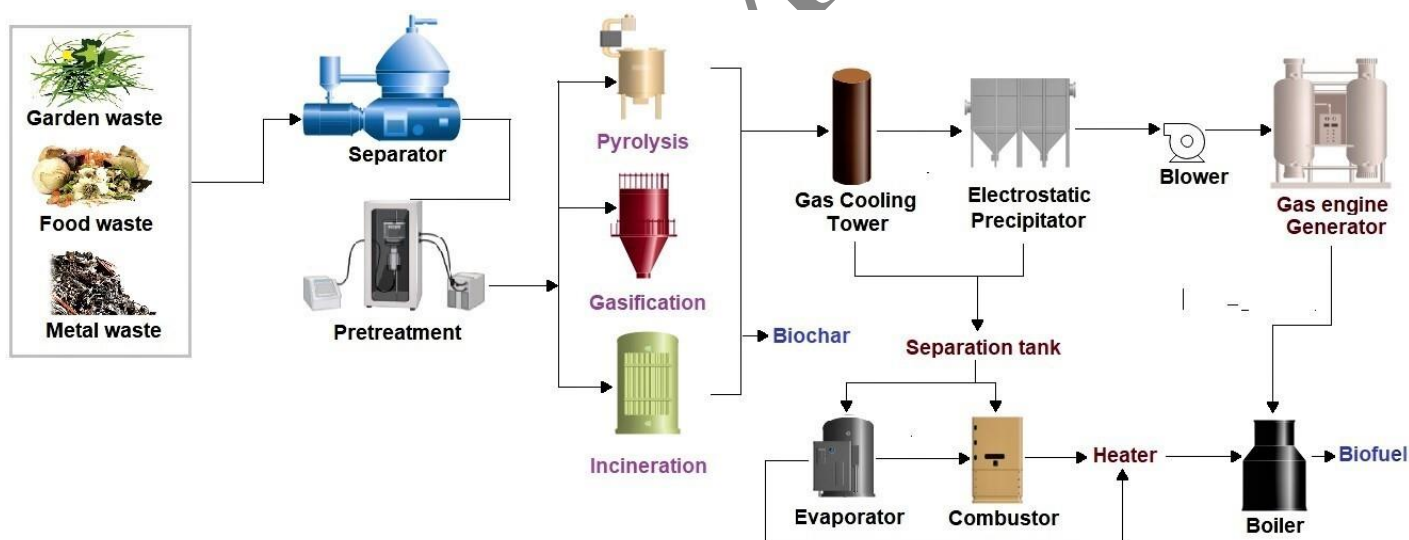 Garden waste
Food waste
Metal waste
Separator
Pretreatment
Pyrolysis
Gasification
Incineration
Biochar
Gas Cooling
Tower
Electrostatic
Precipitator
Blower
Gas engine
Generator
Separation tank
Evaporator
Combustor
Heater
Boiler
Biofuel